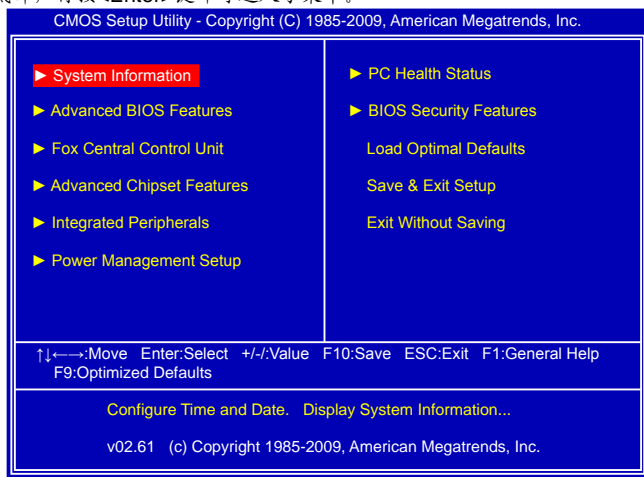 Enter
CMOS Setup Utility - Copyright (C) 1985-2009, American Megatrends, Inc.
► System Information
► Advanced BIOS Features
► Fox Central Control Unit
► Advanced Chipset Features
► Integrated Peripherals
► Power Management Setup
► PC Health Status
► BIOS Security Features
Load Optimal Defaults
Save & Exit Setup
Exit Without Saving
↑↓←→:Move Enter:Select +/-/:Value F10:Save ESC:Exit F1:General Help
F9:Optimized Defaults
Configure Time and Date. Display System Information...
v02.61 (c) Copyright 1985-2009, American Megatrends, Inc.